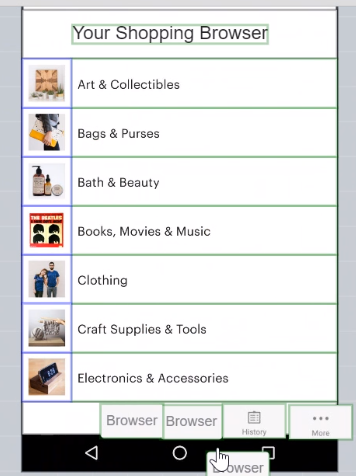 Your Shopping Browser
Art & Collectibles
Bags & Purses
Bath & Beauty
THE BEATLES
Books, Movies & Music
Clothing
Craft Supplies & Tools
Electronics & Accessories
Browser
Browser
History
More
Browser